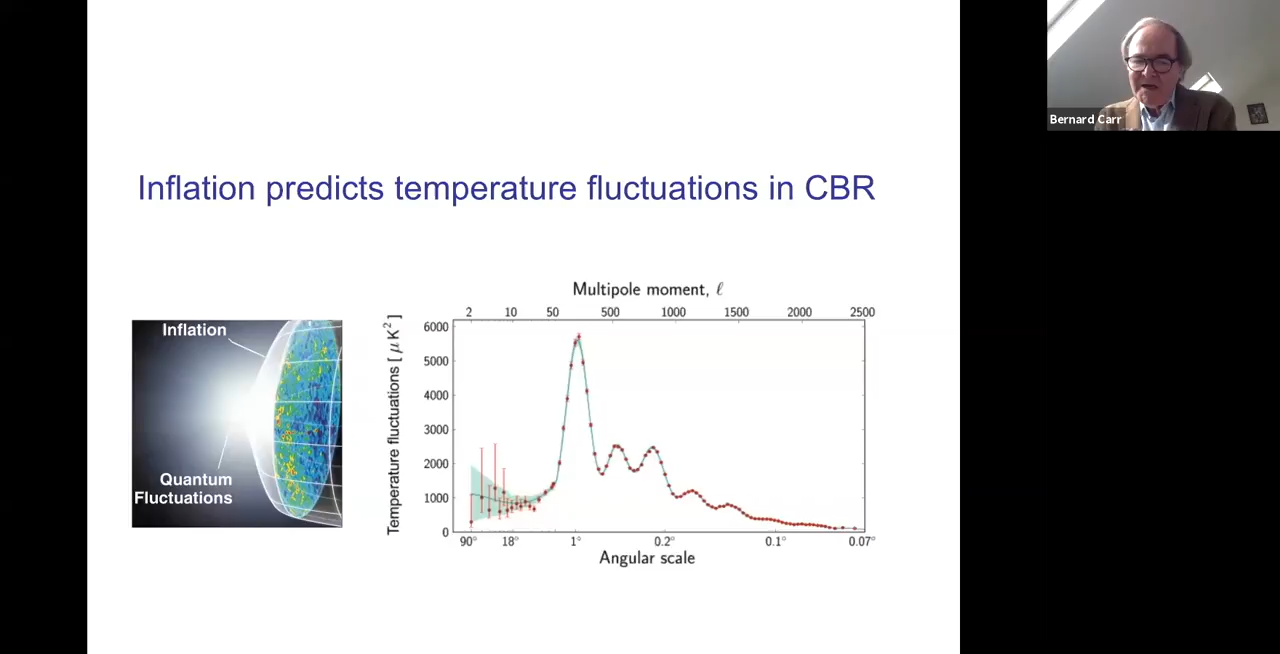 Bernard Carr
Inflation predicts temperature fluctuations in CBR
Inflation
Quantum
Fluctuations
Multipole moment, ℓ
2 10 50 500 1000 1500 2000 2500
Temperature fluctuations [ μ K² ]
6000
5000
4000
3000
2000
1000
0
90° 18° 1° 0.2° 0.1° 0.07°
Angular scale